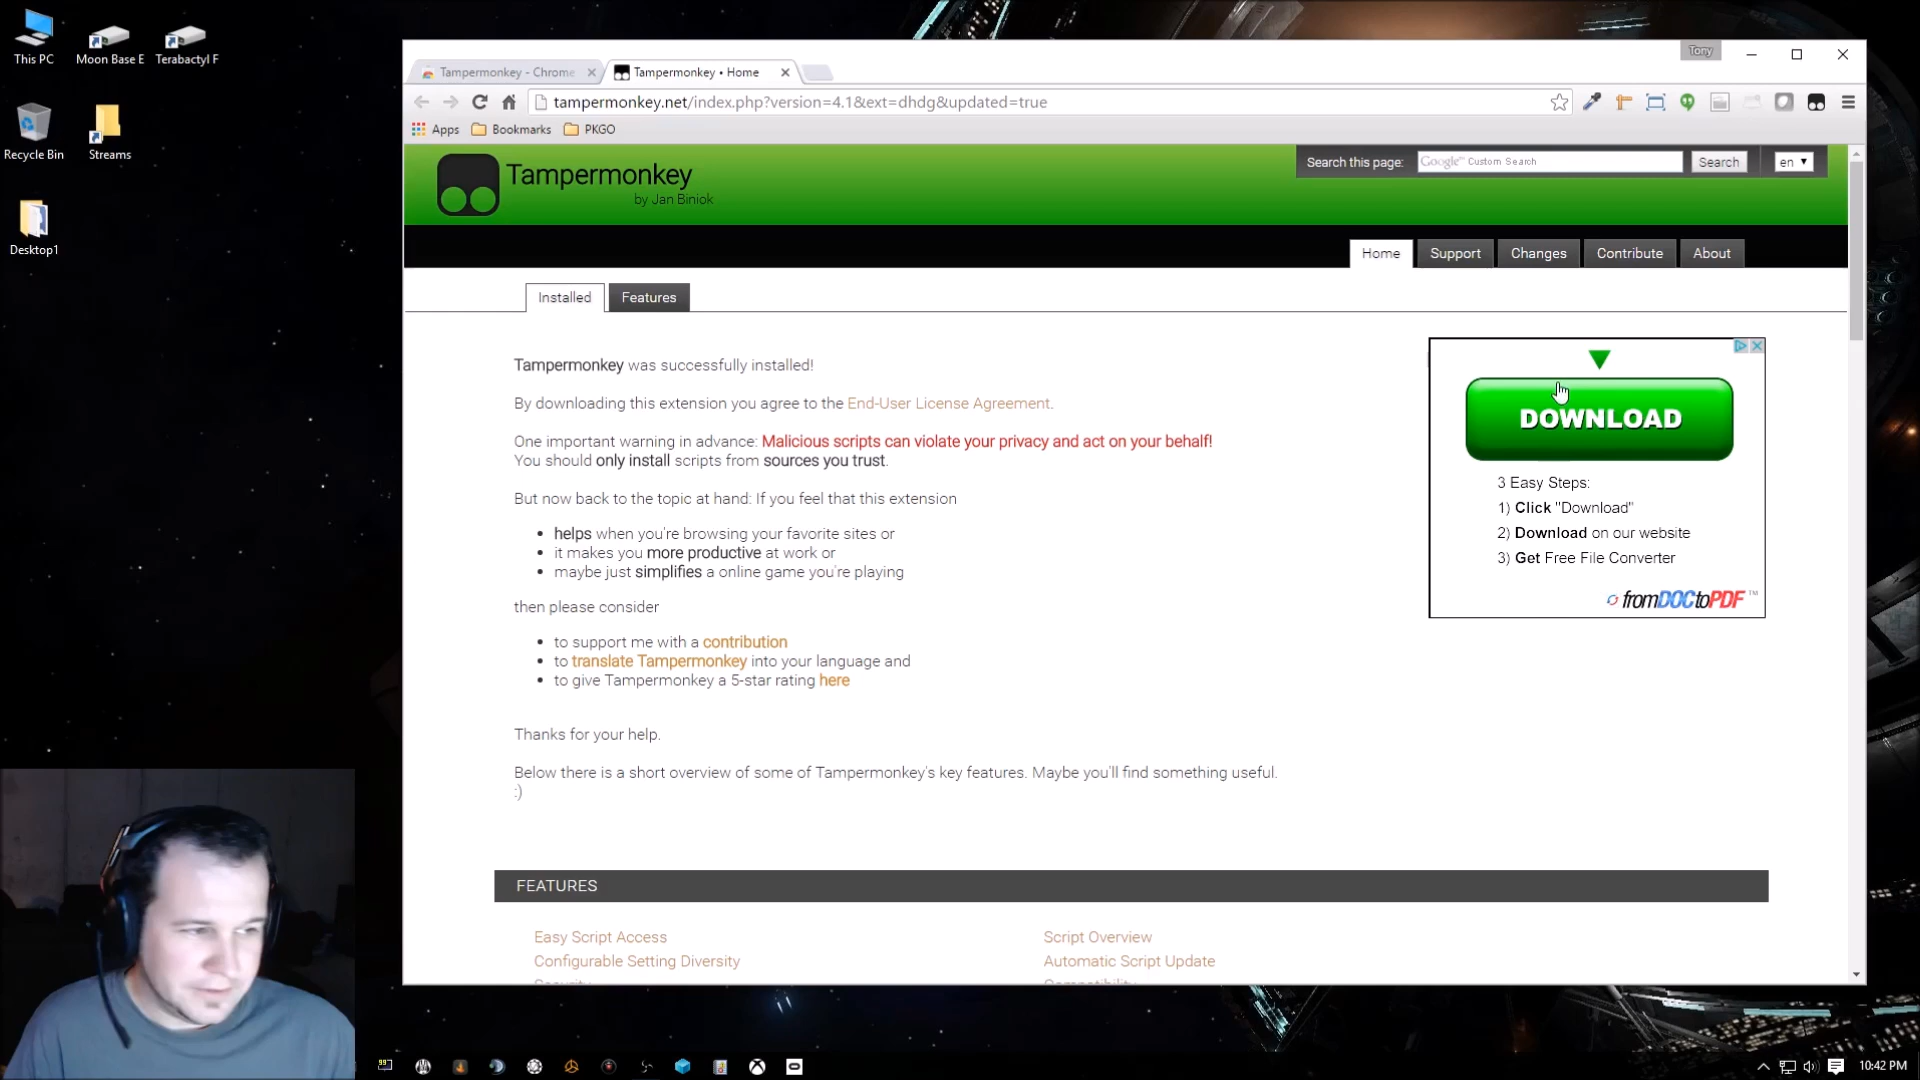 This PC
Moon Base E
Terabactyl F
Recycle Bin
Streams
Desktop1
Tony
Tampermonkey - Chrome
Tampermonkey • Home
tampermonkey.net/index.php?version=4.1&ext=dhdg&updated=true
Apps
Bookmarks
PKGO
Tampermonkey
by Jan Biniok
Search this page:
Google™ Custom Search
Search
en
Home
Support
Changes
Contribute
About
Installed
Features
Tampermonkey was successfully installed!
By downloading this extension you agree to the End-User License Agreement.
One important warning in advance: Malicious scripts can violate your privacy and act on your behalf!
You should only install scripts from sources you trust.
But now back to the topic at hand: If you feel that this extension
• helps when you're browsing your favorite sites or
• it makes you more productive at work or
• maybe just simplifies a online game you're playing
then please consider
• to support me with a contribution
• to translate Tampermonkey into your language and
• to give Tampermonkey a 5-star rating here
Thanks for your help.
Below there is a short overview of some of Tampermonkey's key features. Maybe you'll find something useful.
:)
DOWNLOAD
3 Easy Steps:
1) Click "Download"
2) Download on our website
3) Get Free File Converter
fromDOCtoPDF™
FEATURES
Easy Script Access
Script Overview
Configurable Setting Diversity
Automatic Script Update
Security
Compatibility
10:42 PM